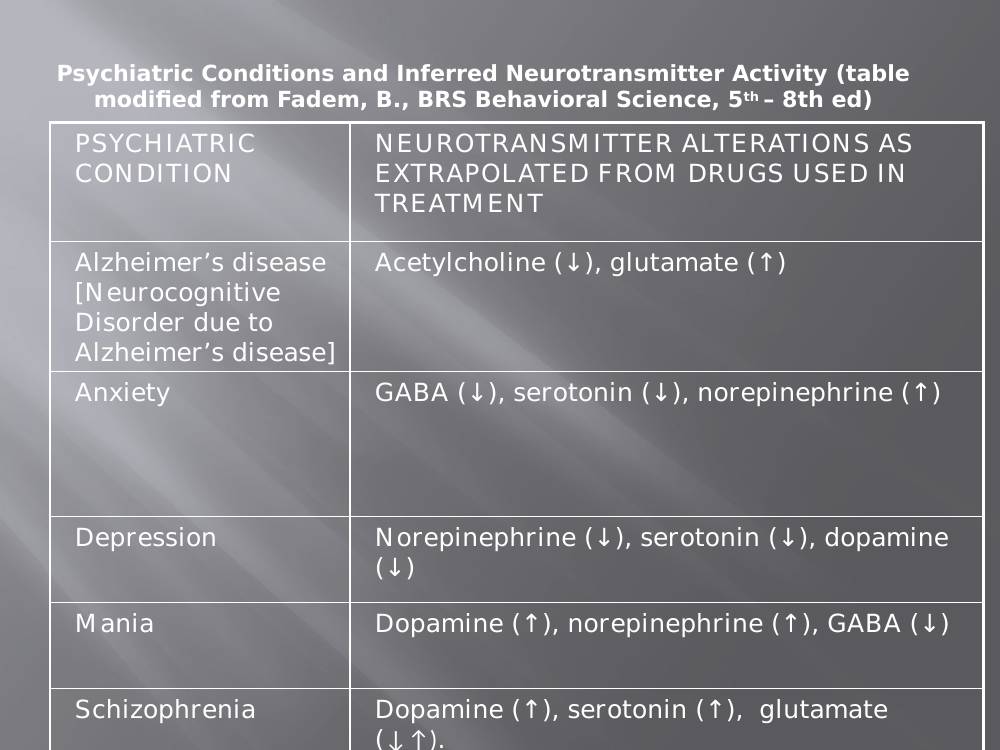 Psychiatric Conditions and Inferred Neurotransmitter Activity (table
modified from Fadem, B., BRS Behavioral Science, 5th – 8th ed)
PSYCHIATRIC
CONDITION
NEUROTRANSMITTER ALTERATIONS AS
EXTRAPOLATED FROM DRUGS USED IN
TREATMENT
Alzheimer’s disease
[Neurocognitive
Disorder due to
Alzheimer’s disease]
Acetylcholine (↓), glutamate (↑)
Anxiety
GABA (↓), serotonin (↓), norepinephrine (↑)
Depression
Norepinephrine (↓), serotonin (↓), dopamine
(↓)
Mania
Dopamine (↑), norepinephrine (↑), GABA (↓)
Schizophrenia
Dopamine (↑), serotonin (↑),  glutamate
(↓↑).